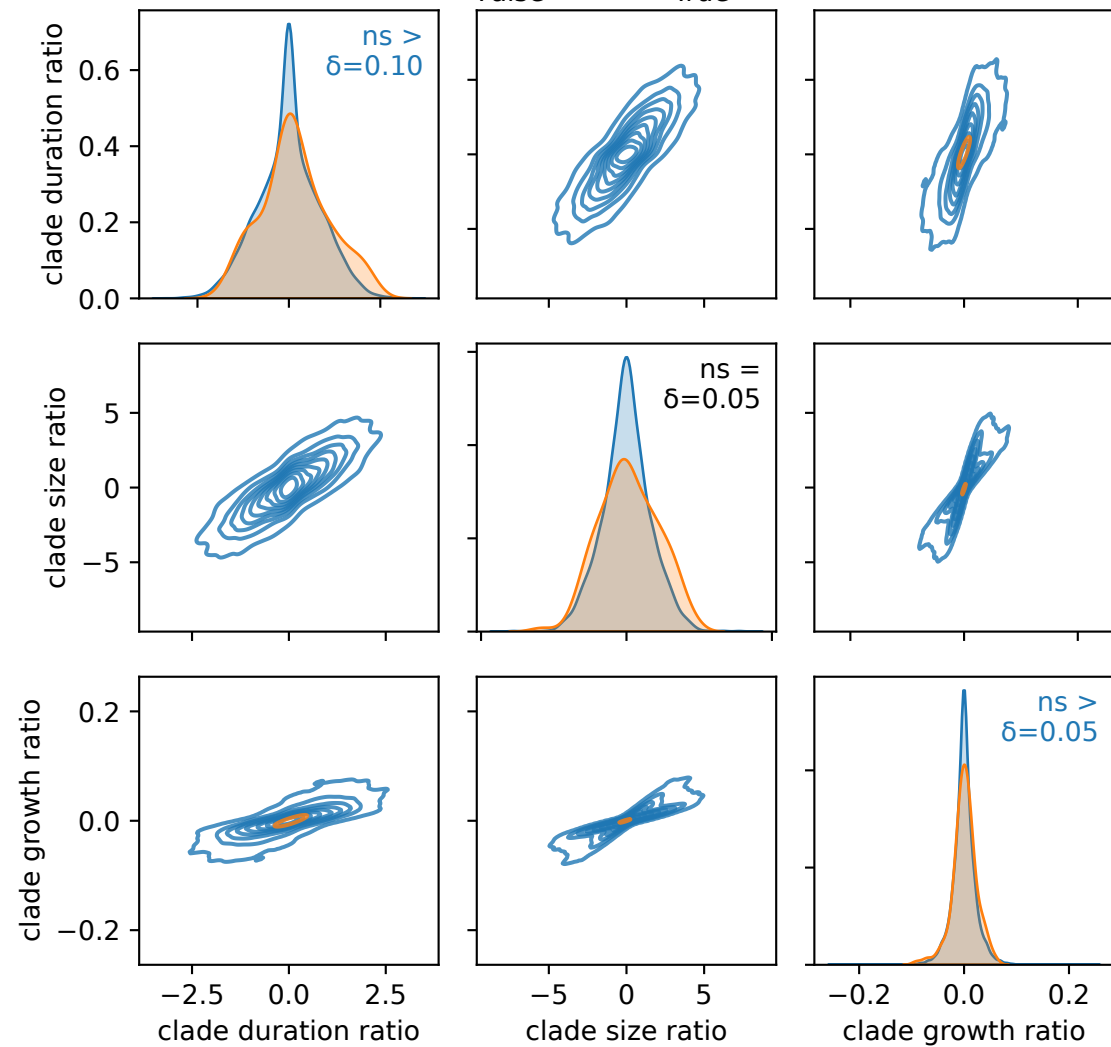 clade duration ratio
0.6
0.4
0.2
0.0
ns >
δ=0.10
clade size ratio
5
0
−5
ns =
δ=0.05
clade growth ratio
0.2
0.0
−0.2
ns >
δ=0.05
−2.5 0.0 2.5
−5 0 5
−0.2 0.0 0.2
clade duration ratio
clade size ratio
clade growth ratio